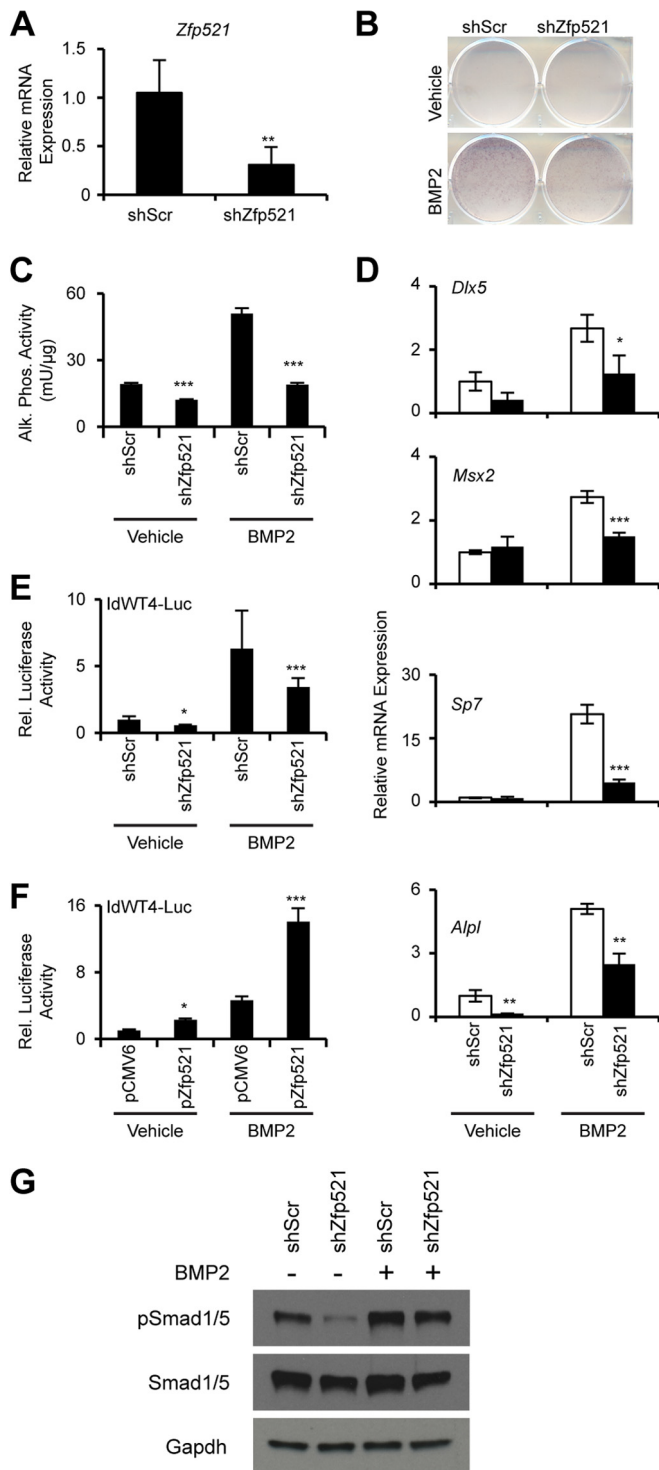 A
Zfp521
Relative mRNA
Expression
1.5
1.0
0.5
0
**
shScr
shZfp521
B
shScr
shZfp521
Vehicle
BMP2
C
Alk. Phos. Activity
(mU/µg)
60
30
0
***
***
shScr
shZfp521
shScr
shZfp521
Vehicle
BMP2
D
Relative mRNA Expression
Dlx5
4
2
0
*
Msx2
4
2
0
***
Sp7
30
15
0
***
Alpl
6
3
0
**
**
shScr
shZfp521
shScr
shZfp521
Vehicle
BMP2
E
IdWT4-Luc
Rel. Luciferase
Activity
10
5
0
*
***
shScr
shZfp521
shScr
shZfp521
Vehicle
BMP2
F
IdWT4-Luc
Rel. Luciferase
Activity
16
8
0
*
***
pCMV6
pZfp521
pCMV6
pZfp521
Vehicle
BMP2
G
shScr
shZfp521
shScr
shZfp521
BMP2 - - + +
pSmad1/5
Smad1/5
Gapdh